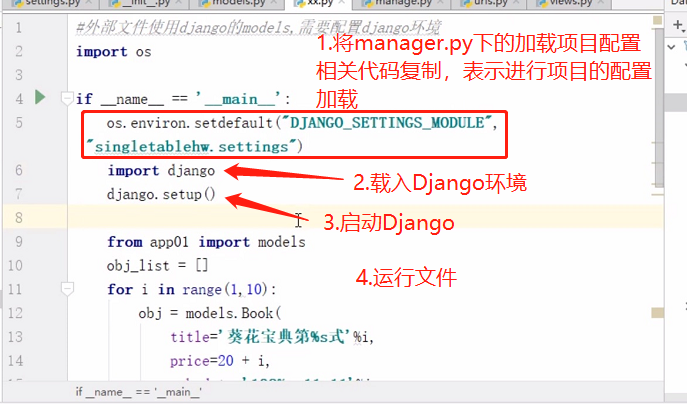 settings.py
__init__.py
models.py
xx.py
manage.py
urls.py
views.py
1 #外部文件使用django的models,需要配置django环境
2 import os
3
4 if __name__ == '__main__':
5 os.environ.setdefault("DJANGO_SETTINGS_MODULE",
"singletablehw.settings")
6 import django
7 django.setup()
8
9 from app01 import models
10 obj_list = []
11 for i in range(1,10):
12 obj = models.Book(
13 title='葵花宝典第%s式'%i,
14 price=20 + i,
1.将manager.py下的加载项目配置
相关代码复制，表示进行项目的配置
加载
2.载入Django环境
3.启动Django
4.运行文件
if __name__ == '__main__'